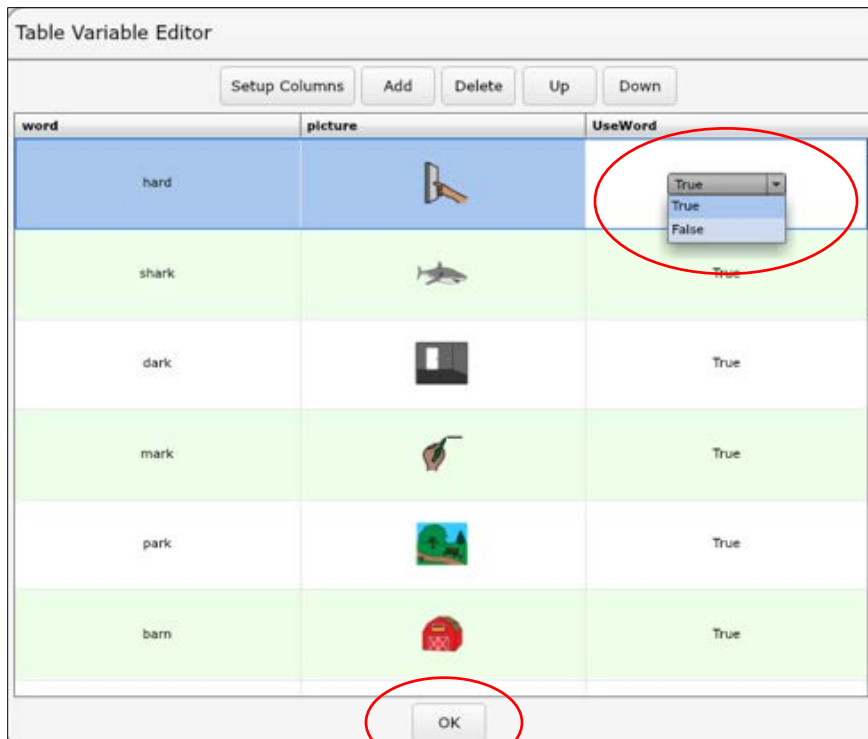 Table Variable Editor
Setup Columns Add Delete Up Down
word picture UseWord
hard True
True
False
shark True
dark True
mark True
park True
barn True
OK